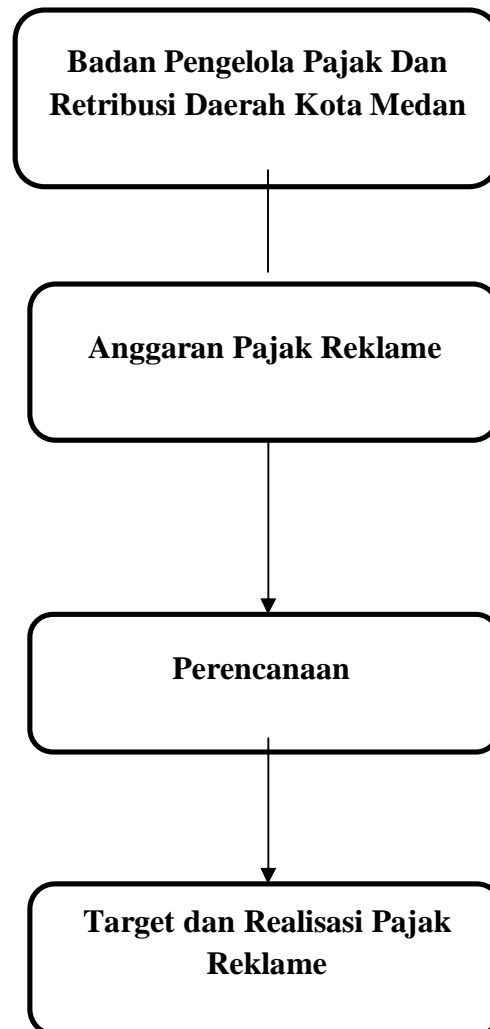 Badan Pengelola Pajak Dan
Retribusi Daerah Kota Medan
Anggaran Pajak Reklame
Perencanaan
Target dan Realisasi Pajak
Reklame